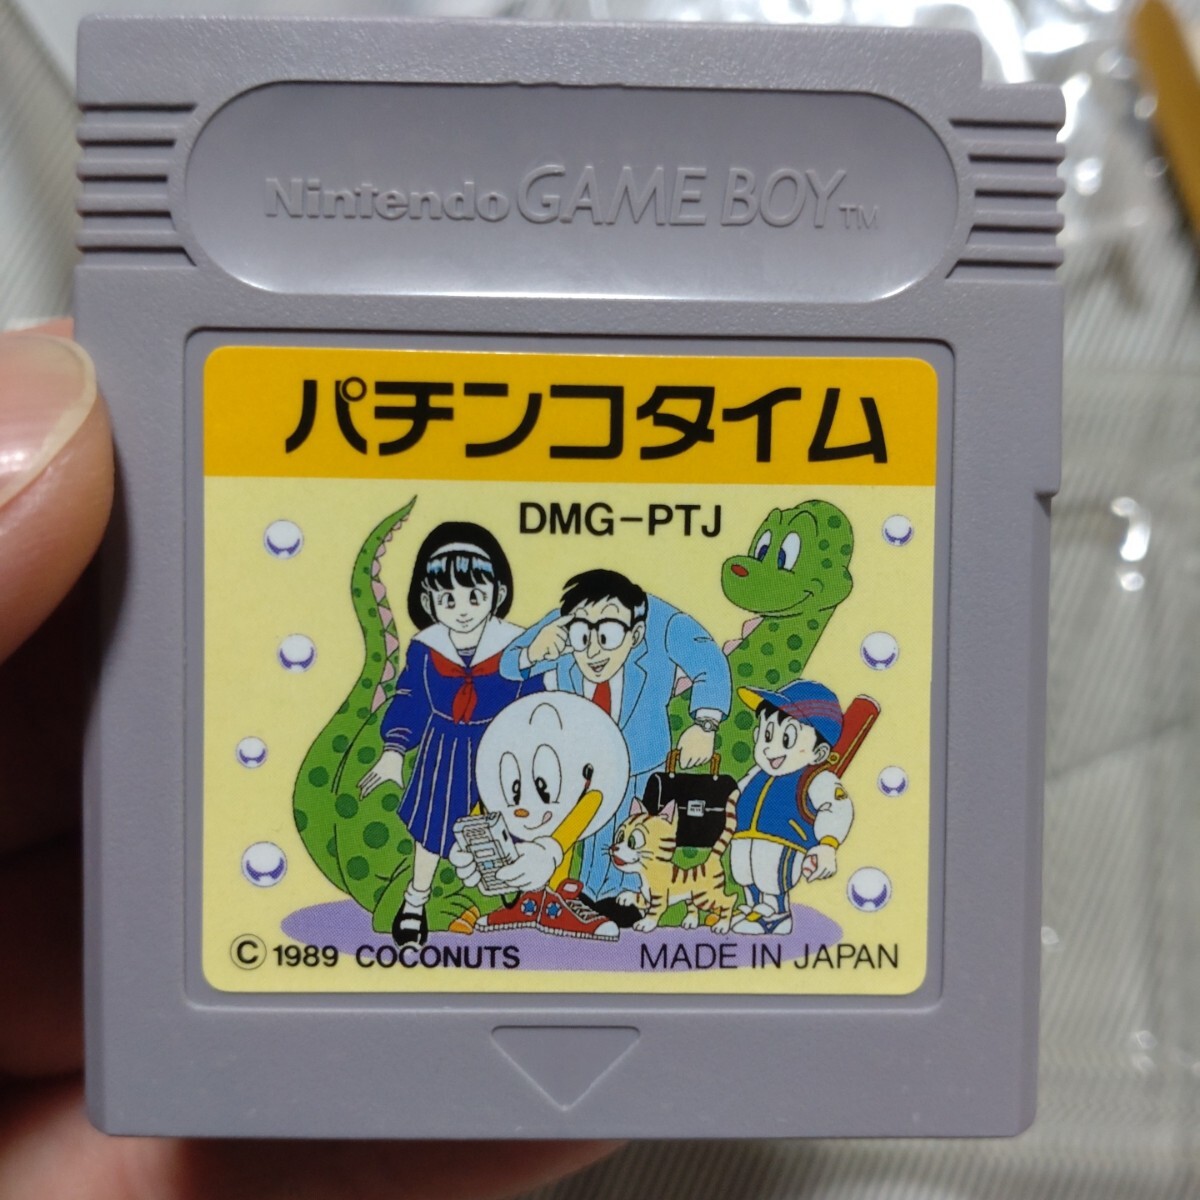 Nintendo GAME BOY TM
パチンコタイム
DMG-PTJ
© 1989 COCONUTS MADE IN JAPAN